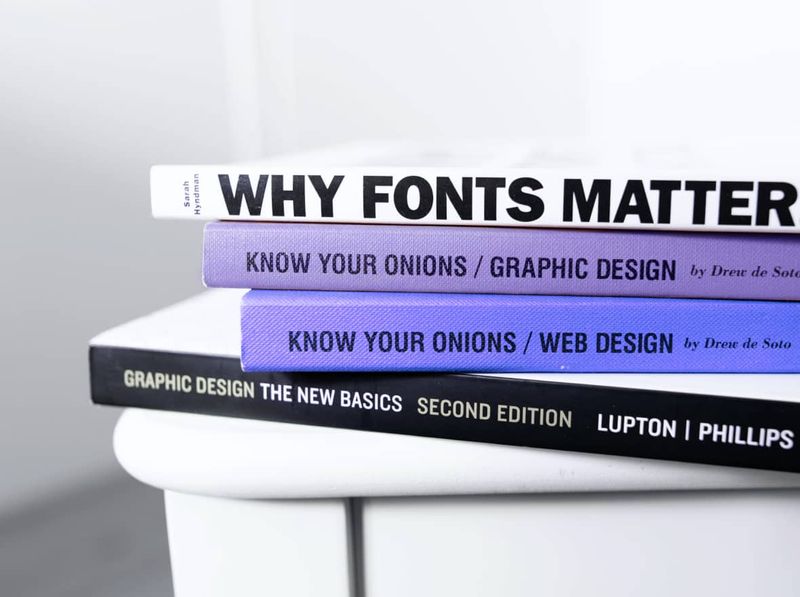 Sarah
Hyndman
WHY FONTS MATTER
KNOW YOUR ONIONS / GRAPHIC DESIGN by Drew de Soto
KNOW YOUR ONIONS / WEB DESIGN by Drew de Soto
GRAPHIC DESIGN THE NEW BASICS SECOND EDITION LUPTON | PHILLIPS